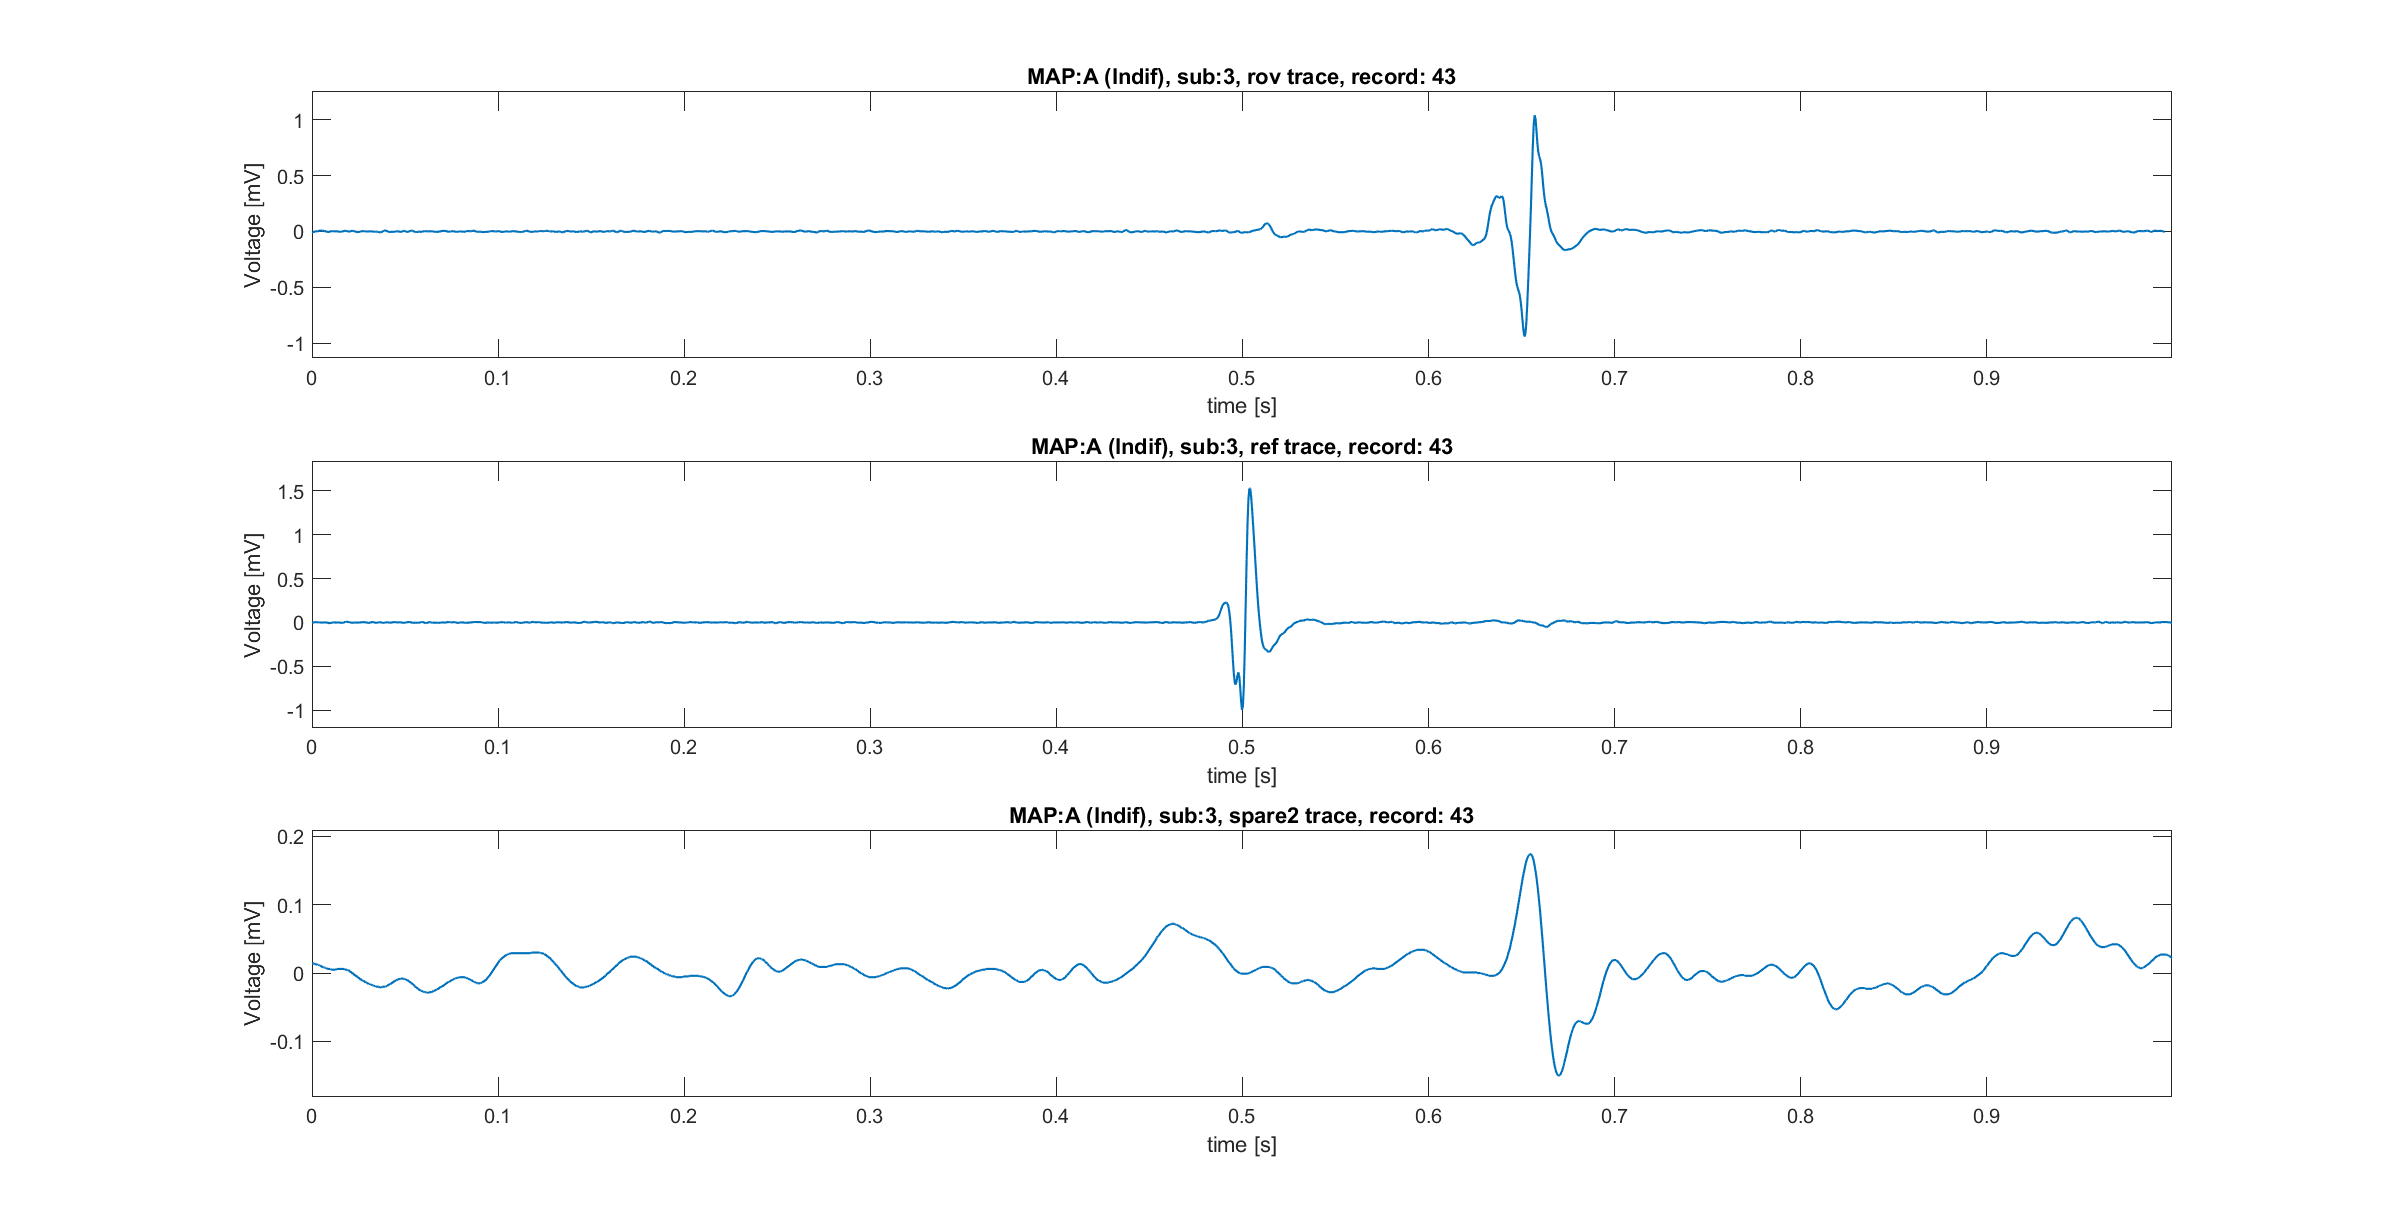 MAP:A (Indif), sub:3, rov trace, record: 43
Voltage [mV]
1
0.5
0
-0.5
-1
0 0.1 0.2 0.3 0.4 0.5 0.6 0.7 0.8 0.9
time [s]
MAP:A (Indif), sub:3, ref trace, record: 43
Voltage [mV]
1.5
1
0.5
0
-0.5
-1
0 0.1 0.2 0.3 0.4 0.5 0.6 0.7 0.8 0.9
time [s]
MAP:A (Indif), sub:3, spare2 trace, record: 43
Voltage [mV]
0.2
0.1
0
-0.1
0 0.1 0.2 0.3 0.4 0.5 0.6 0.7 0.8 0.9
time [s]